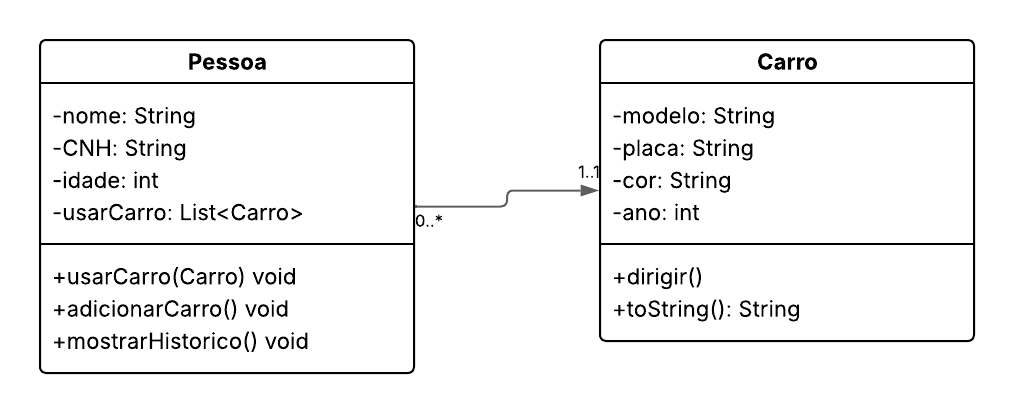 Pessoa
-nome: String
-CNH: String
-idade: int
-usarCarro: List<Carro>
+usarCarro(Carro) void
+adicionarCarro() void
+mostrarHistorico() void
0..*
1..1
Carro
-modelo: String
-placa: String
-cor: String
-ano: int
+dirigir()
+toString(): String